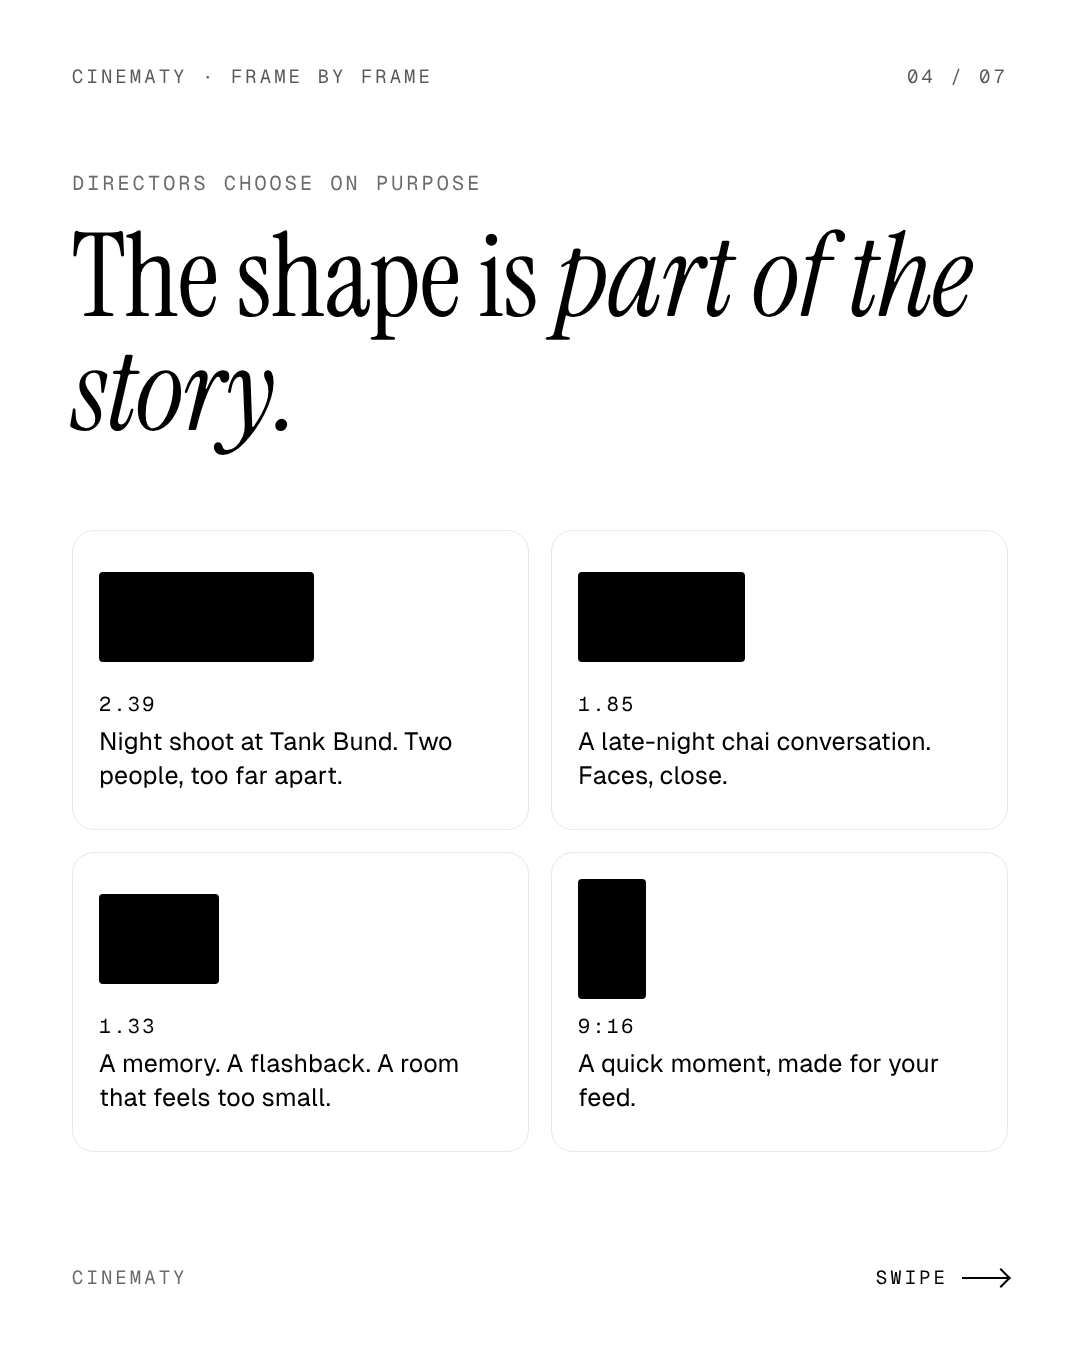 CINEMATY · FRAME BY FRAME
04 / 07
DIRECTORS CHOOSE ON PURPOSE
The shape is part of the
story.
2.39
Night shoot at Tank Bund. Two
people, too far apart.
1.85
A late-night chai conversation.
Faces, close.
1.33
A memory. A flashback. A room
that feels too small.
9:16
A quick moment, made for your
feed.
CINEMATY
SWIPE